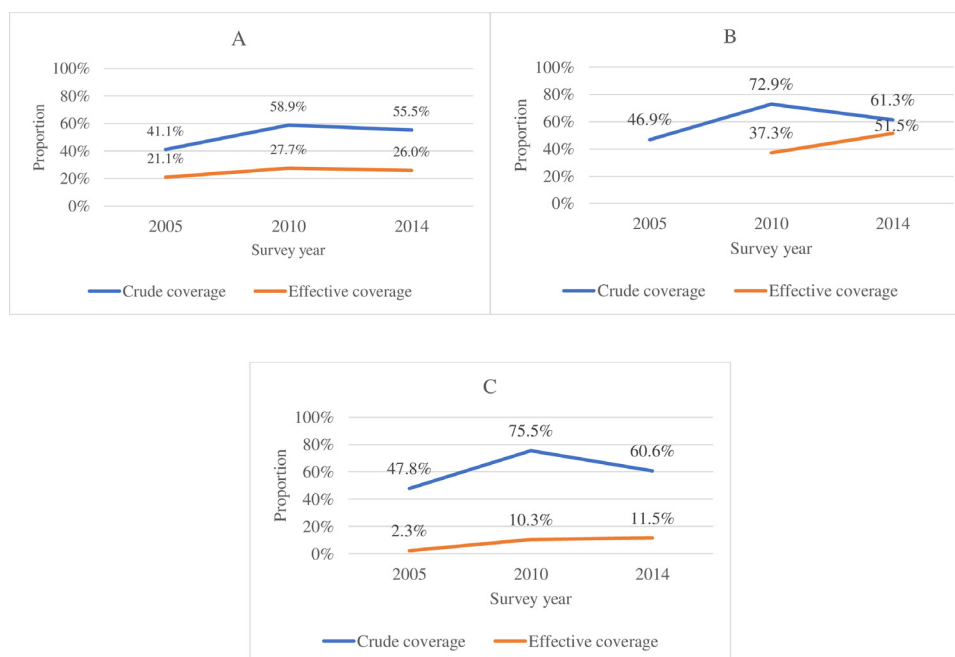 A
100%
80%
60%
40%
20%
0%
Proportion
41.1% 58.9% 55.5%
21.1% 27.7% 26.0%
2005 2010 2014
Survey year
Crude coverage Effective coverage
B
100%
80%
60%
40%
20%
0%
Proportion
46.9% 72.9% 61.3%
37.3% 51.5%
2005 2010 2014
Survey year
Crude coverage Effective coverage
C
100%
80%
60%
40%
20%
0%
Proportion
47.8% 75.5% 60.6%
2.3% 10.3% 11.5%
2005 2010 2014
Survey year
Crude coverage Effective coverage